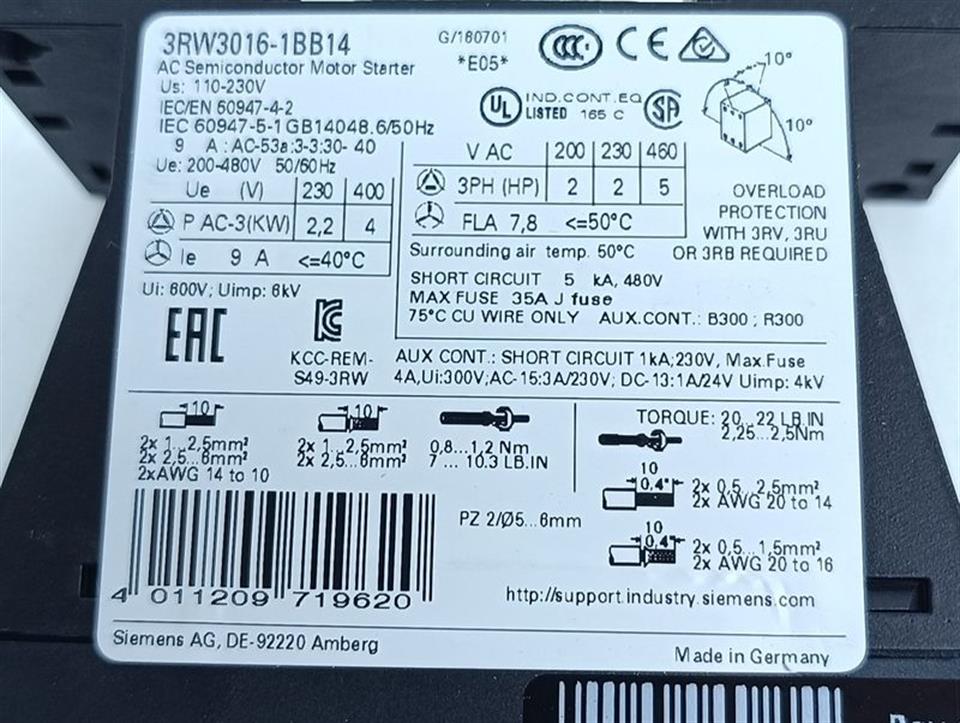 3RW3016-1BB14
G/160701
*E05*
AC Semiconductor Motor Starter
Us: 110-230V
IEC/EN 60947-4-2
IEC 60947-5-1 GB14048.6/50Hz
9 A : AC-53a:3-3:30- 40
Ue: 200-480V 50/60Hz
Ue (V) 230 400
P AC-3(KW) 2,2 4
Ie 9 A <=40°C
Ui: 600V; Uimp: 6kV
CCC CE
UL LISTED IND.CONT.EQ 165 C SA
10°
10°
V AC 200 230 460
3PH (HP) 2 2 5
FLA 7,8 <=50°C
OVERLOAD
PROTECTION
WITH 3RV, 3RU
OR 3RB REQUIRED
Surrounding air temp. 50°C
SHORT CIRCUIT 5 kA, 480V
MAX FUSE 35A J fuse
75°C CU WIRE ONLY AUX.CONT.: B300 ; R300
EAC
KCC-REM-
S49-3RW
AUX CONT.: SHORT CIRCUIT 1kA;230V, Max.Fuse
4A,Ui:300V;AC-15:3A/230V; DC-13:1A/24V Uimp: 4kV
10
2x 1...2,5mm²
2x 2,5...6mm²
2xAWG 14 to 10
10
2x 1...2,5mm²
2x 2,5...6mm²
0,8...1,2 Nm
7 ... 10.3 LB.IN
TORQUE: 20...22 LB.IN
2,25...2,5Nm
10
0.4"
2x 0,5...2,5mm²
2x AWG 20 to 14
PZ 2/Ø5...6mm
10
0.4"
2x 0,5...1,5mm²
2x AWG 20 to 16
4 011209 719620
http://support.industry.siemens.com
Siemens AG, DE-92220 Amberg
Made in Germany